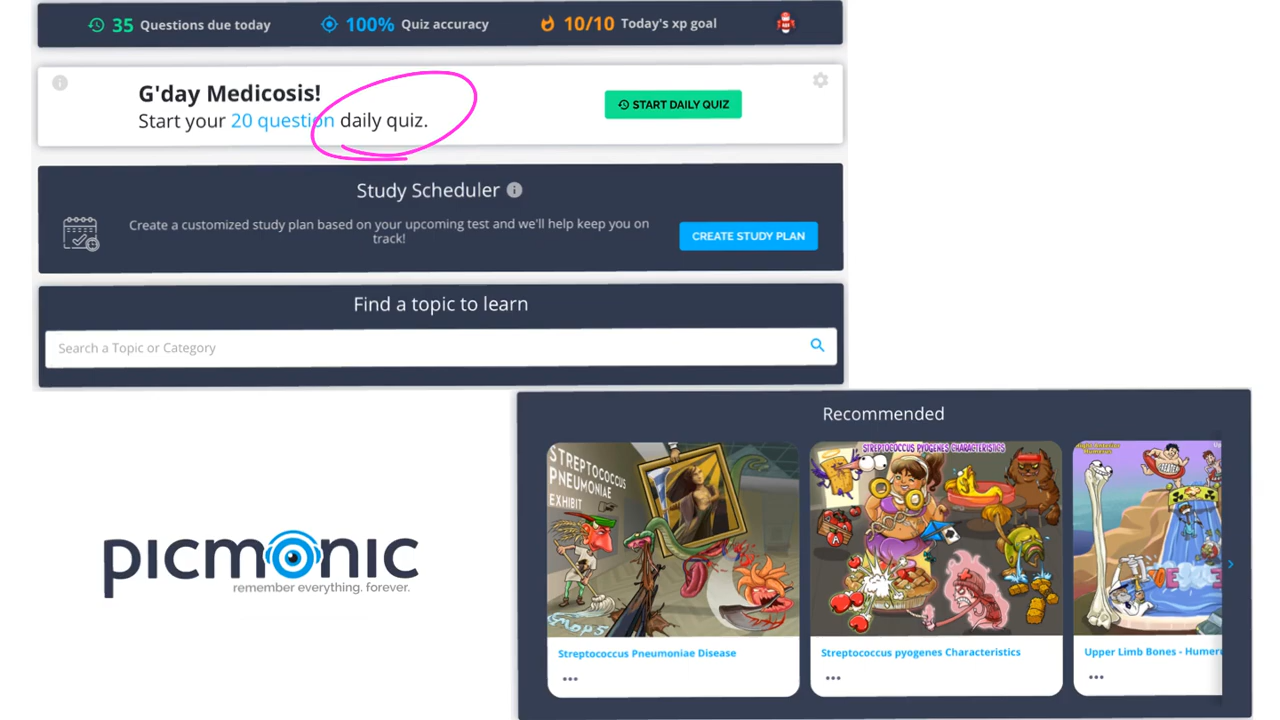 35 Questions due today 100% Quiz accuracy 10/10 Today's xp goal
G'day Medicosis!
Start your 20 question daily quiz.
START DAILY QUIZ
Study Scheduler
Create a customized study plan based on your upcoming test and we'll help keep you on
track!
CREATE STUDY PLAN
Find a topic to learn
Search a Topic or Category
picmonic
remember everything. forever.
Recommended
STREPTOCOCCUS
PNEUMONIAE
EXHIBIT
Streptococcus Pneumoniae Disease
STREPTOCOCCUS PYOGENES CHARACTERISTICS
A
Streptococcus pyogenes Characteristics
Humerus
Upper Limb Bones - Humer